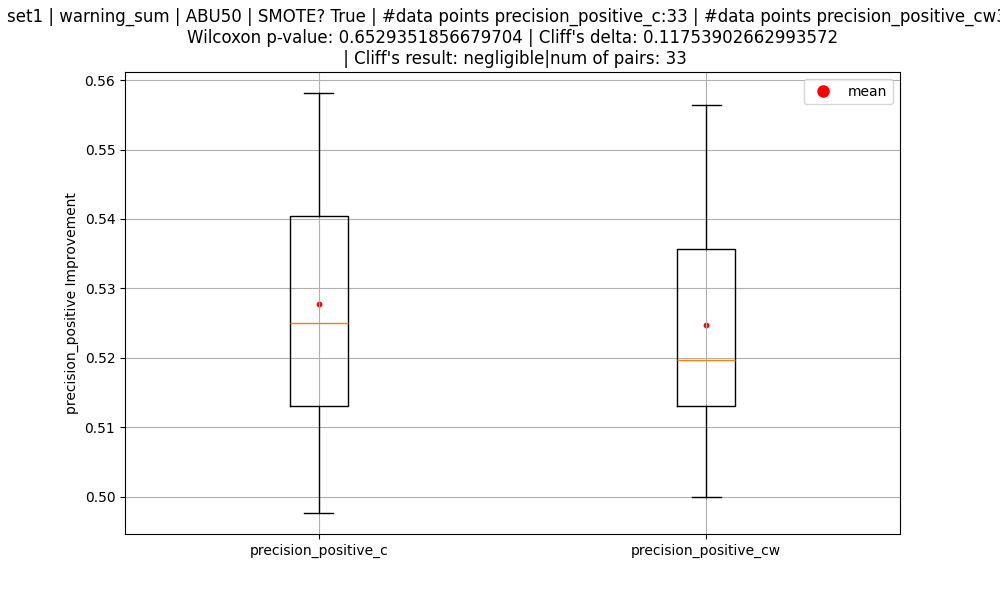 set1 | warning_sum | ABU50 | SMOTE? True | #data points precision_positive_c:33 | #data points precision_positive_cw
Wilcoxon p-value: 0.6529351856679704 | Cliff's delta: 0.11753902662993572
| Cliff's result: negligible|num of pairs: 33
mean
0.56
0.55
0.54
0.53
0.52
0.51
0.50
precision_positive Improvement
precision_positive_c
precision_positive_cw